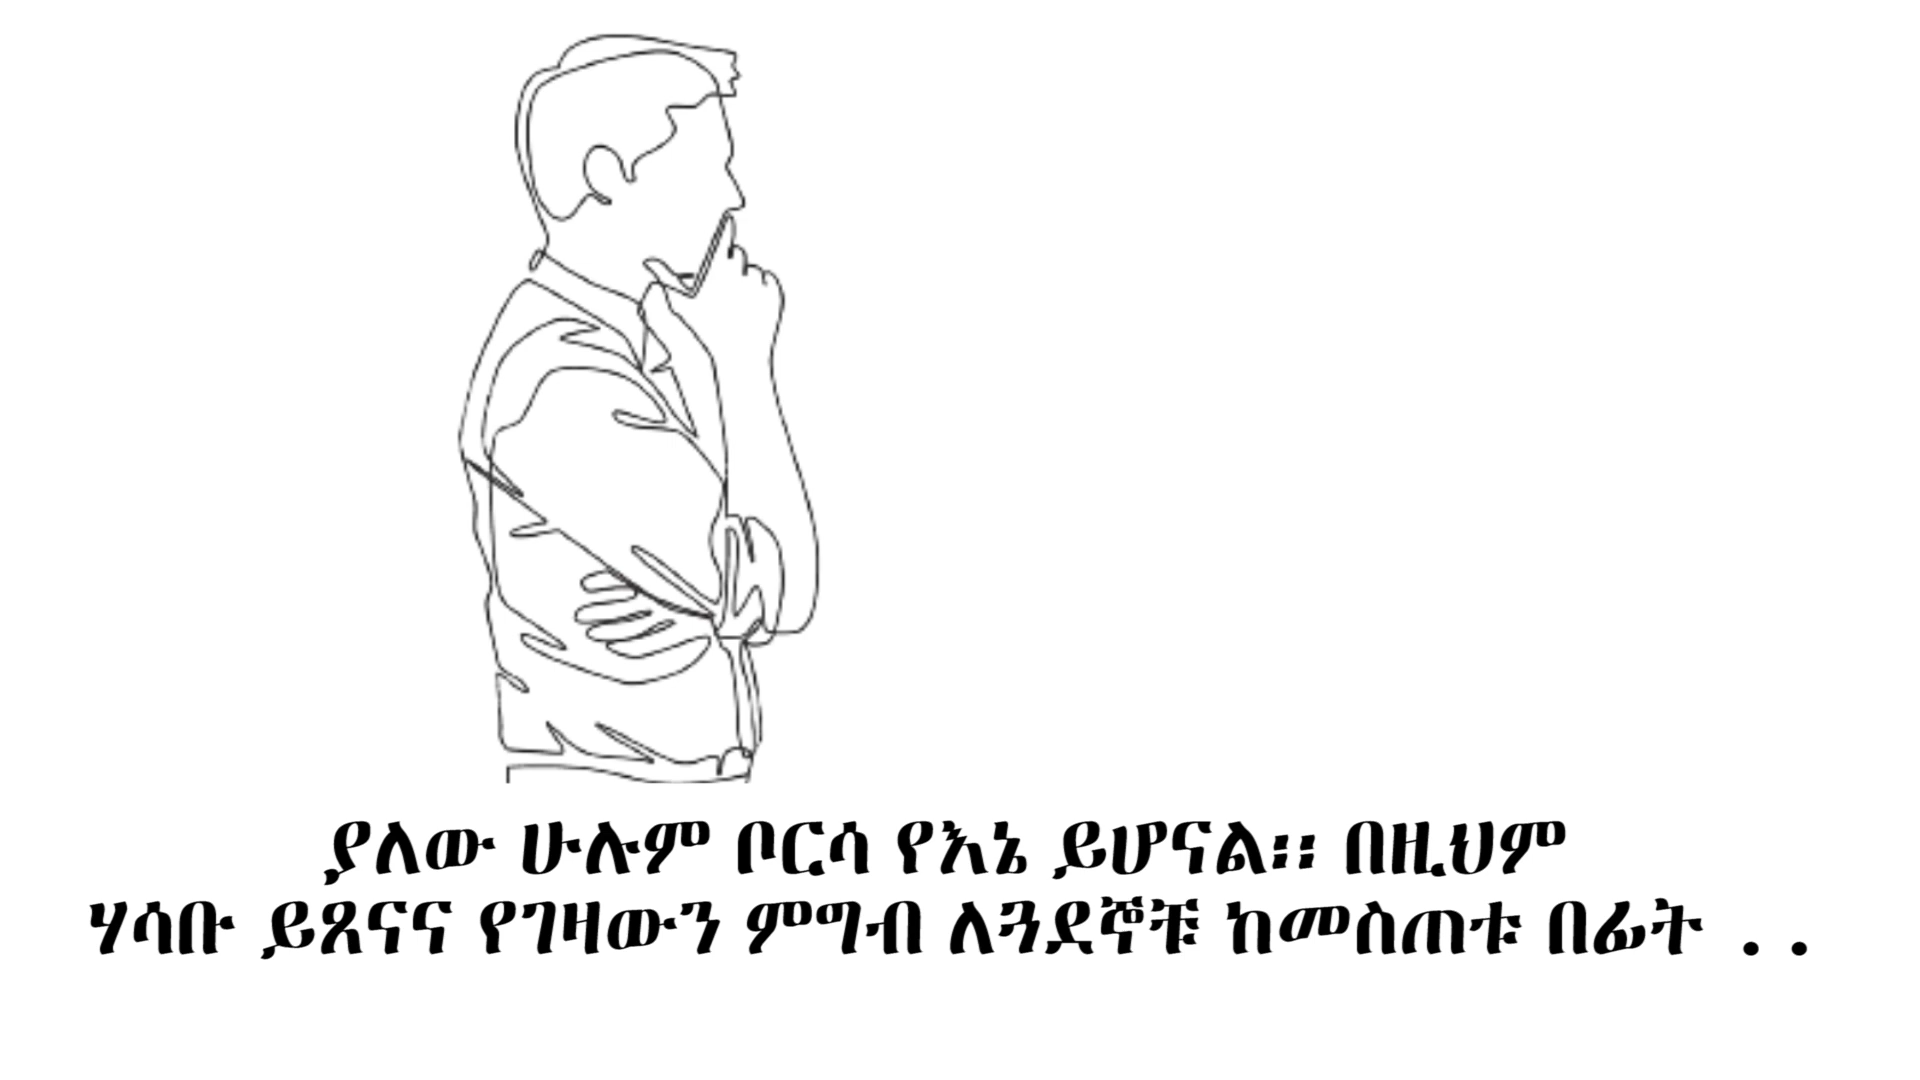 ያለው ሁሉም ቦርሳ የእኔ ይሆናል፡፡ በዚህም
ሃሳቡ ይጸናና የገዛውን ምግብ ለጓደኞቹ ከመስጠቱ በፊት . .